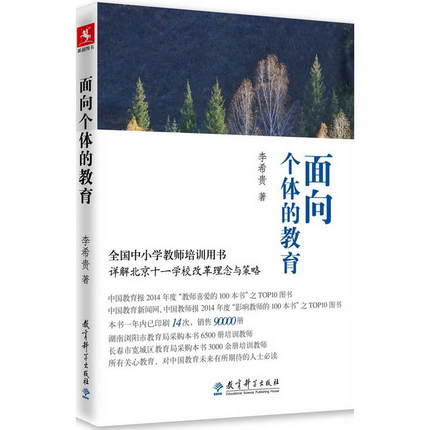 源创图书
面向个体的教育
李希贵 著
教育科学出版社
面向
个体的教育
李希贵 著
全国中小学教师培训用书
详解北京十一学校改革理念与策略
中国教育报2014年度“教师喜爱的100本书”之TOP10图书
中国教育新闻网、中国教师报2014年度“影响教师的100本书”之TOP10图书
本书一年内已印刷14次，销售90000册
湖南浏阳市教育局采购本书6500册培训教师
长春市宽城区教育局采购本书3000余册培训教师
所有关心教育、对中国教育未来有所期待的人士必读
教育科学出版社
Educational Science Publishing House